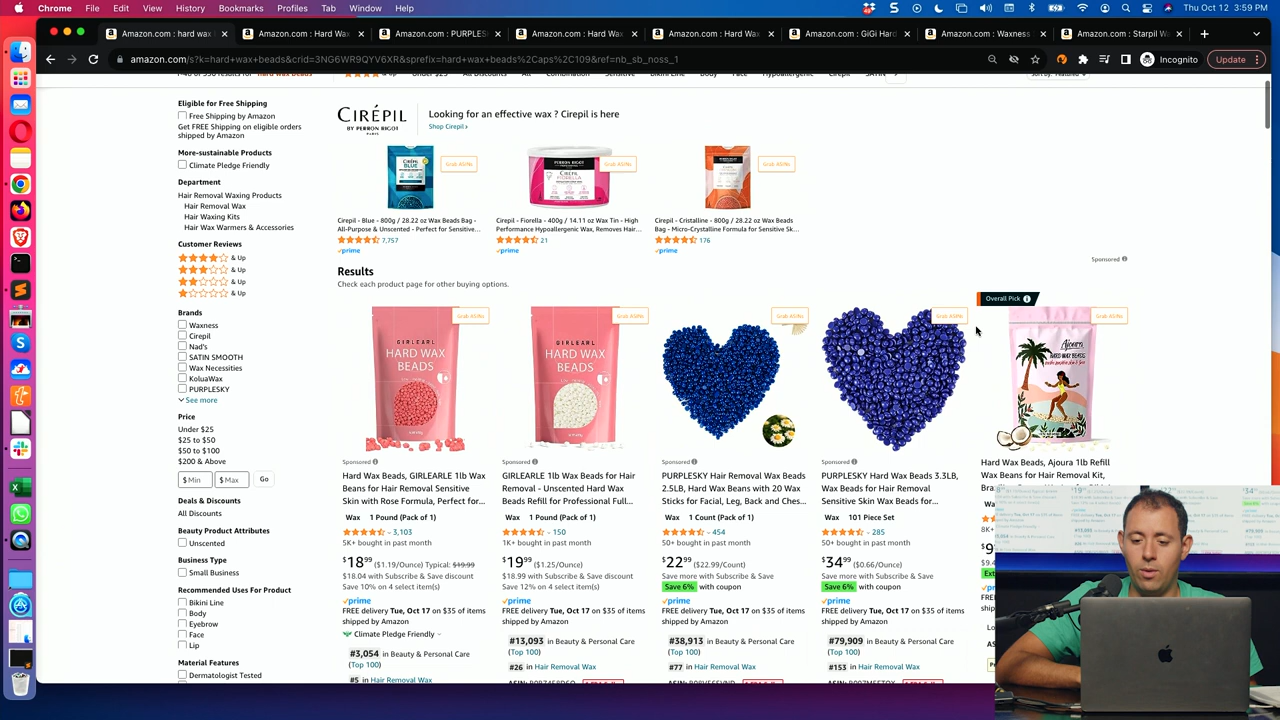 Chrome File Edit View History Bookmarks Profiles Tab Window Help
Amazon.com : hard wax b
Amazon.com : Hard Wax
Amazon.com : PURPLESK
Amazon.com : Hard Wax
Amazon.com : Hard Wax
Amazon.com : GiGi Hard
Amazon.com : Waxness
Amazon.com : Starpil Wa
amazon.com/s?k=hard+wax+beads&crid=3NG6WR9QYV6XR&sprefix=hard+wax+beads%2Caps%2C109&ref=nb_sb_noss_1
Incognito
Update
Eligible for Free Shipping
Free Shipping by Amazon
Get FREE Shipping on eligible orders
shipped by Amazon
More-sustainable Products
Climate Pledge Friendly
Department
Hair Removal Waxing Products
Hair Removal Wax
Hair Waxing Kits
Hair Wax Warmers & Accessories
Customer Reviews
& Up
& Up
& Up
& Up
Brands
Waxness
Cirepil
Nad's
SATIN SMOOTH
Wax Necessities
KoluaWax
PURPLESKY
See more
Price
Under $25
$25 to $50
$50 to $100
$200 & Above
$ Min $ Max Go
Deals & Discounts
All Discounts
Beauty Product Attributes
Unscented
Business Type
Small Business
Recommended Uses For Product
Bikini Line
Body
Eyebrow
Face
Lip
Material Features
Dermatologist Tested
CIRÉPIL
BY PERRON RIGOT
PARIS
Looking for an effective wax ? Cirepil is here
Shop Cirepil ›
Grab ASINs
Grab ASINs
Grab ASINs
Cirepil - Blue - 800g / 28.22 oz Wax Beads Bag -
All-Purpose & Unscented - Perfect for Sensitive...
7,757
prime
Cirepil - Fiorella - 400g / 14.11 oz Wax Tin - High
Performance Hypoallergenic Wax, Removes Hair...
21
prime
Cirepil - Cristalline - 800g / 28.22 oz Wax Beads
Bag - Micro-Crystalline Formula for Sensitive Sk...
176
prime
Sponsored
Results
Check each product page for other buying options.
Overall Pick
Grab ASINs
Grab ASINs
Grab ASINs
Grab ASINs
Grab ASINs
GIRLEARL
HARD WAX
BEADS
GIRLEARL
HARD WAX
BEADS
Ajoura
HARD WAX BEADS
Sponsored
Hard Wax Beads, GIRLEARLE 1lb Wax
Beans for Hair Removal Sensitive
Skin with Rose Formula, Perfect for...
Wax 1 Pound (Pack of 1)
3,103
5K+ bought in past month
$18.99 ($1.19/Ounce) Typical: $19.99
$18.04 with Subscribe & Save discount
Save 10% on 4 select item(s)
prime
FREE delivery Tue, Oct 17 on $35 of items
shipped by Amazon
Climate Pledge Friendly
#3,054 in Beauty & Personal Care
(Top 100)
#5 in Hair Removal Wax
Sponsored
GIRLEARLE 1lb Wax Beads for Hair
Removal - Unscented Hard Wax
Beads Refill for Professional Full...
Wax 1 Pound (Pack of 1)
150
1K+ bought in past month
$19.99 ($1.25/Ounce)
$18.99 with Subscribe & Save discount
Save 12% on 4 select item(s)
prime
FREE delivery Tue, Oct 17 on $35 of items
shipped by Amazon
#13,093 in Beauty & Personal Care
(Top 100)
#26 in Hair Removal Wax
Sponsored
PURPLESKY Hair Removal Wax Beads
2.5LB, Hard Wax Beans with 20 Wax
Sticks for Facial, Leg, Back and Ches...
Wax 1 Count (Pack of 1)
454
50+ bought in past month
$22.99 ($22.99/Count)
Save more with Subscribe & Save
Save 6% with coupon
prime
FREE delivery Tue, Oct 17 on $35 of items
shipped by Amazon
#38,913 in Beauty & Personal Care
(Top 100)
#77 in Hair Removal Wax
Sponsored
PURPLESKY Hard Wax Beads 3.3LB,
Wax Beads for Hair Removal
Sensitive Skin Wax Beads for...
Wax 101 Piece Set
285
50+ bought in past month
$34.99 ($0.66/Ounce)
Save more with Subscribe & Save
Save 6% with coupon
prime
FREE delivery Tue, Oct 17 on $35 of items
shipped by Amazon
#79,909 in Beauty & Personal Care
(Top 100)
#153 in Hair Removal Wax
Hard Wax Beads, Ajoura 1lb Refill
Wax Beans for Hair Removal Kit,